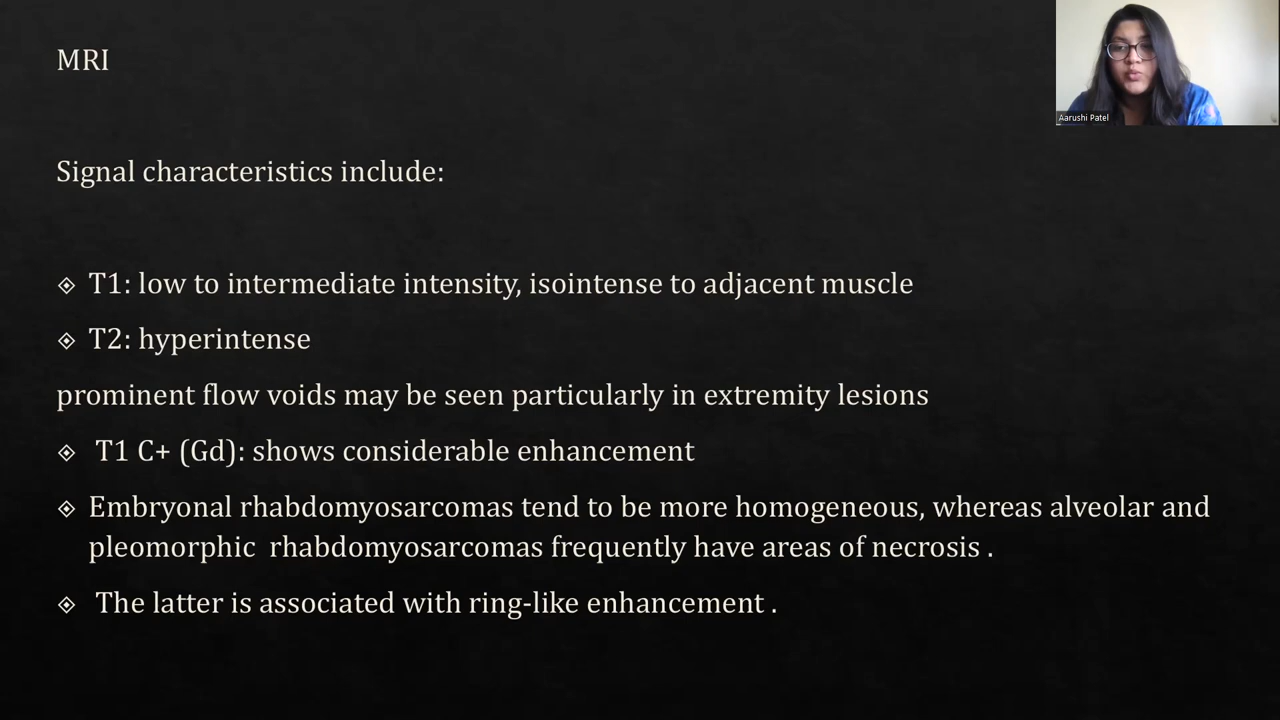 MRI
Aarushi Patel
Signal characteristics include:
T1: low to intermediate intensity, isointense to adjacent muscle
T2: hyperintense
prominent flow voids may be seen particularly in extremity lesions
T1 C+ (Gd): shows considerable enhancement
Embryonal rhabdomyosarcomas tend to be more homogeneous, whereas alveolar and
pleomorphic  rhabdomyosarcomas frequently have areas of necrosis .
The latter is associated with ring-like enhancement .